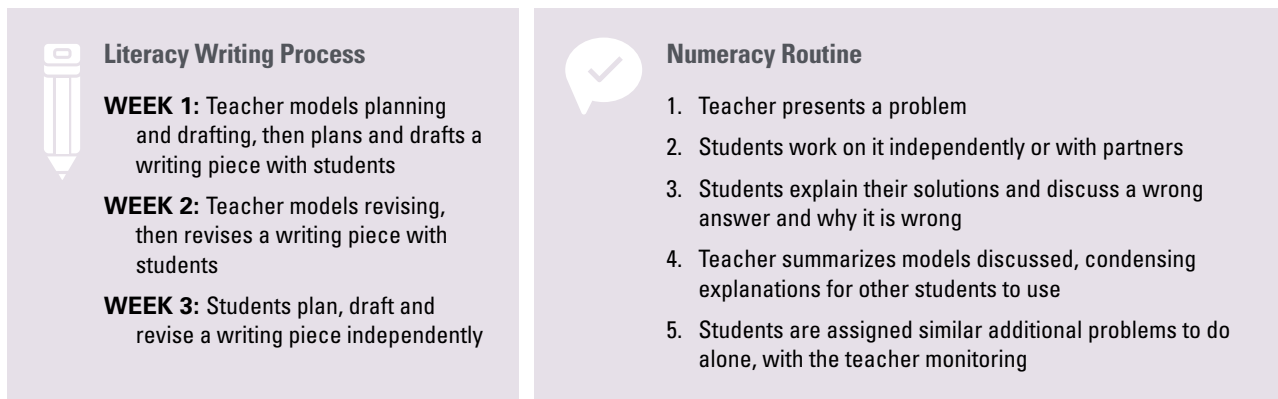 Literacy Writing Process
WEEK 1: Teacher models planning
and drafting, then plans and drafts a
writing piece with students
WEEK 2: Teacher models revising,
then revises a writing piece with
students
WEEK 3: Students plan, draft and
revise a writing piece independently
Numeracy Routine
1. Teacher presents a problem
2. Students work on it independently or with partners
3. Students explain their solutions and discuss a wrong
answer and why it is wrong
4. Teacher summarizes models discussed, condensing
explanations for other students to use
5. Students are assigned similar additional problems to do
alone, with the teacher monitoring